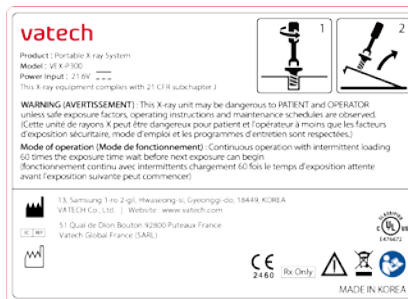 vatech
1
2
Product : Portable X-ray System
Model : VEX-P300
Power Input : 21.6V
This X-ray equipment complies with 21 CFR subchapter J
WARNING (AVERTISSEMENT) : This X-ray unit may be dangerous to PATIENT and OPERATOR
unless safe exposure factors, operating instructions and maintenance schedules are observed.
(Cette unité de rayons X peut être dangereux pour patient et l'opérateur à moins que les facteurs
d'exposition sécuritaire, mode d'emploi et les programmes d'entretien sont respectées.)
Mode of operation (Mode de fonctionnement) : Continuous operation with intermittent loading
60 times the exposure time wait before next exposure can begin
(fonctionnement continu avec intermittents chargement 60 fois le temps d'exposition attente
avant l'exposition suivante peut commencer)
13, Samsung 1-ro 2-gil, Hwaseong-si, Gyeonggi-do, 18449, KOREA
VATECH Co., Ltd. | Website : www.vatech.com
EC REP
51 Quai de Dion Bouton 92800 Puteaux France
Vatech Global France (SARL)
CLASSIFIED
C UL US
E476672
CE
2460
Rx Only
MADE IN KOREA